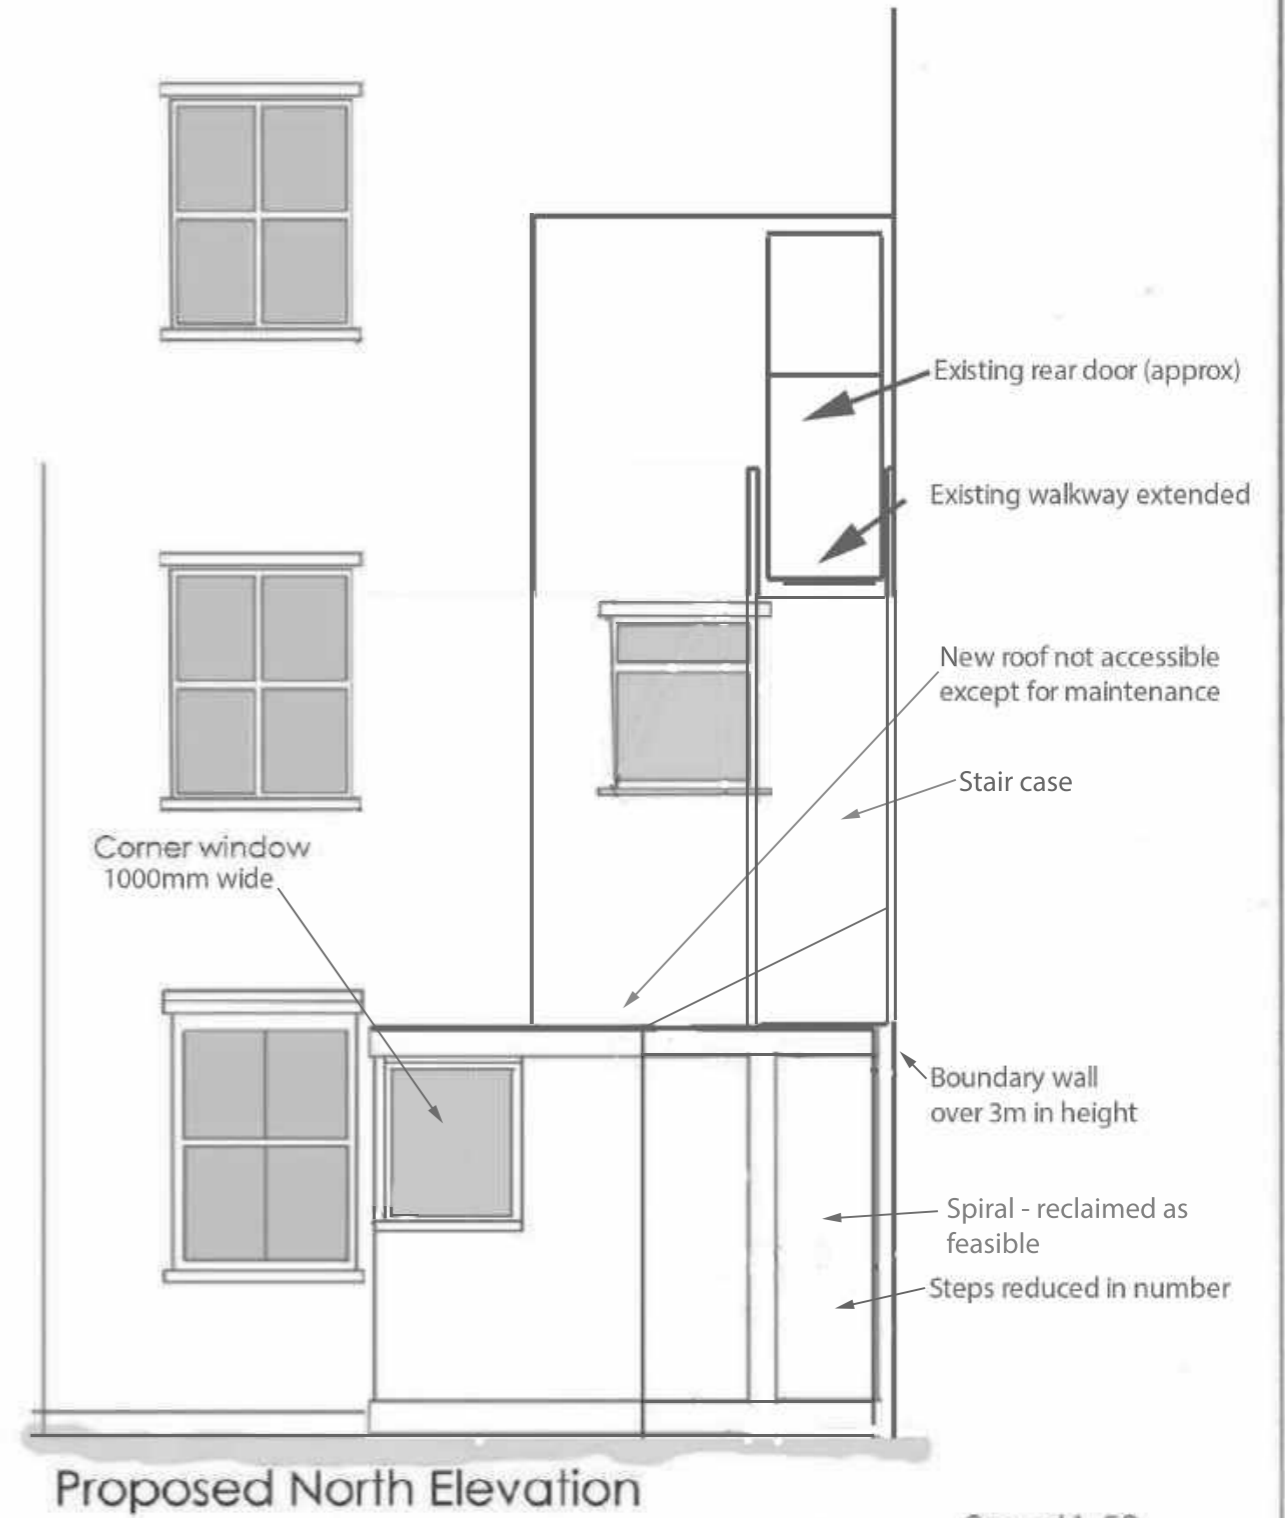 Existing rear door (approx)
Existing walkway extended
New roof not accessible
except for maintenance
Stair case
Corner window
1000mm wide
Boundary wall
over 3m in height
Spiral - reclaimed as
feasible
Steps reduced in number
Proposed North Elevation